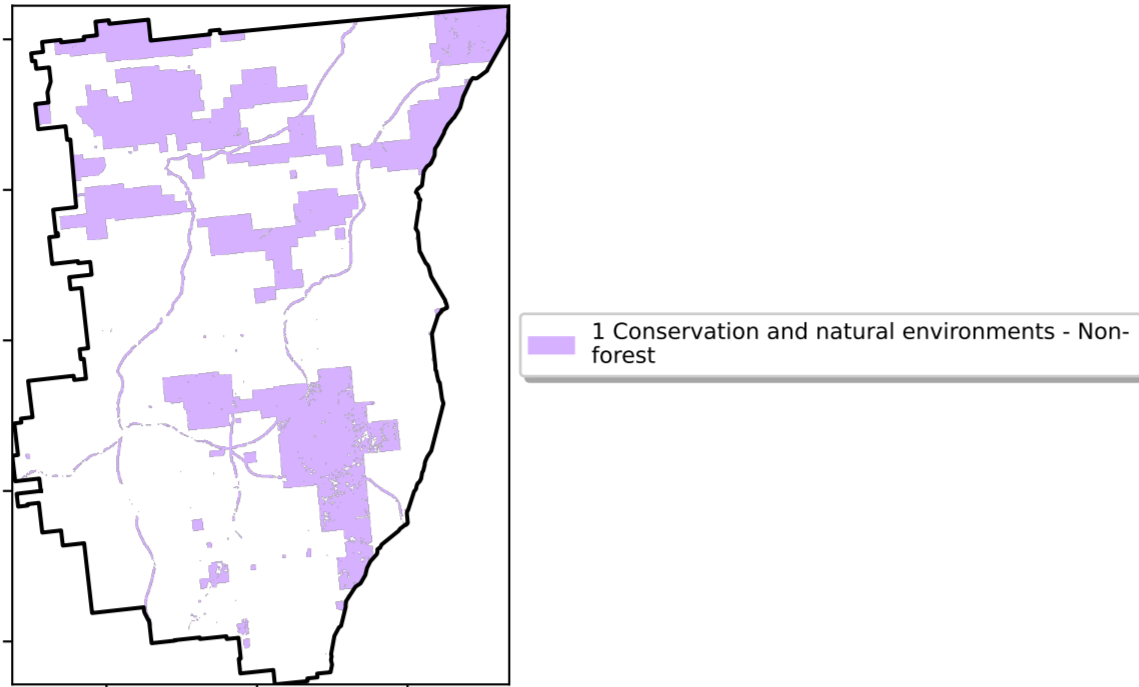 1 Conservation and natural environments - Non-
forest